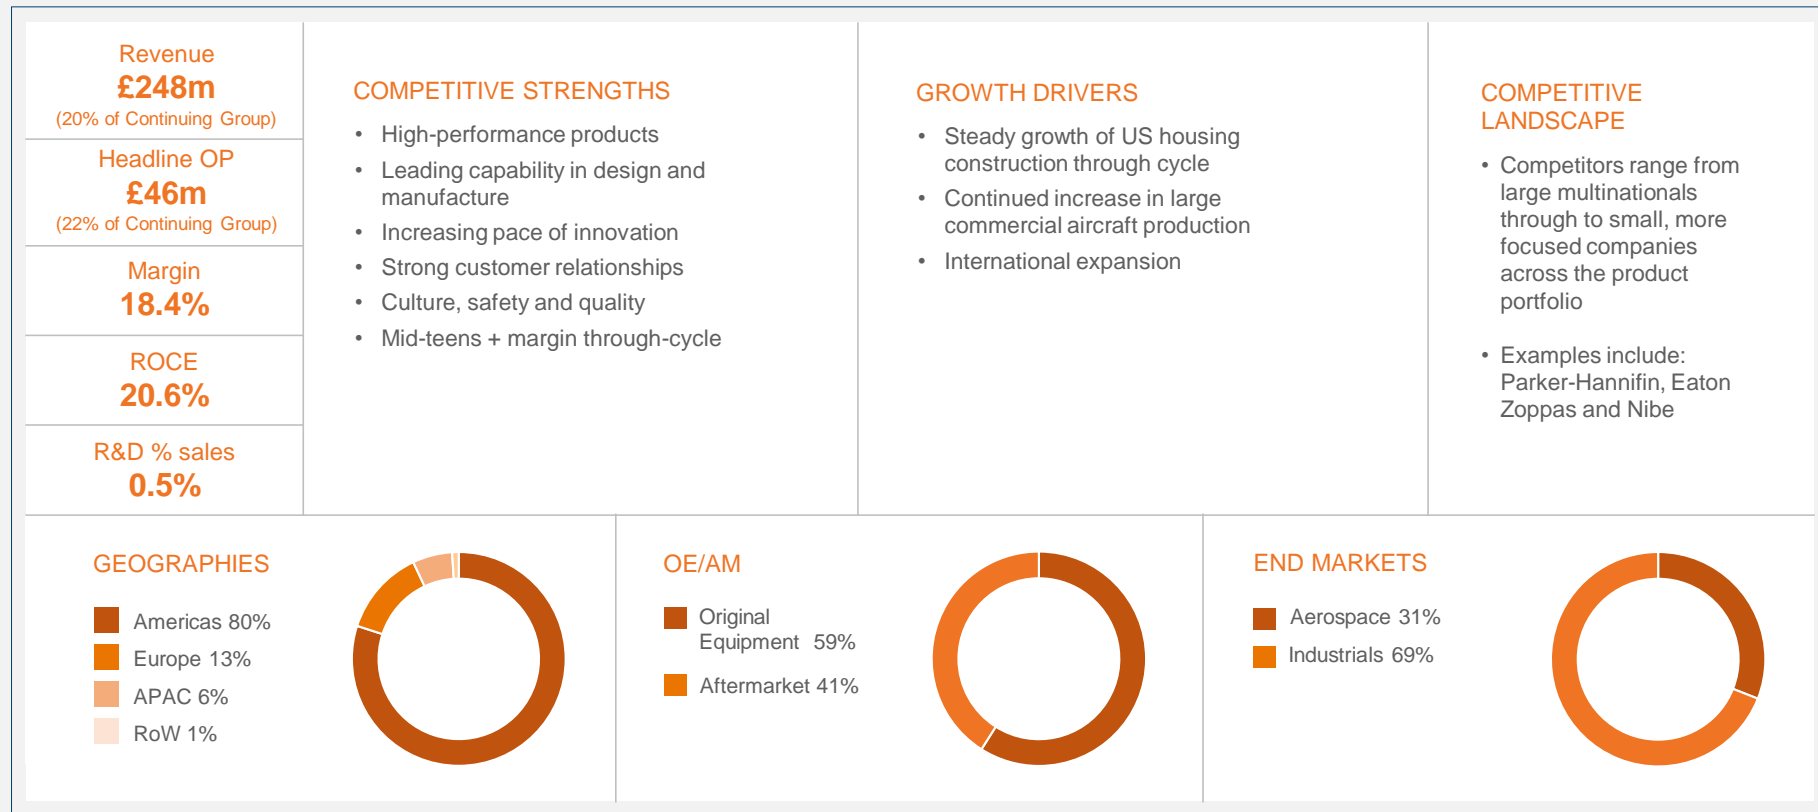 Revenue
£248m
(20% of Continuing Group)
Headline OP
£46m
(22% of Continuing Group)
Margin
18.4%
ROCE
20.6%
R&D % sales
0.5%
COMPETITIVE STRENGTHS
• High-performance products
• Leading capability in design and
manufacture
• Increasing pace of innovation
• Strong customer relationships
• Culture, safety and quality
• Mid-teens + margin through-cycle
GROWTH DRIVERS
• Steady growth of US housing
construction through cycle
• Continued increase in large
commercial aircraft production
• International expansion
COMPETITIVE
LANDSCAPE
• Competitors range from
large multinationals
through to small, more
focused companies
across the product
portfolio
• Examples include:
Parker-Hannifin, Eaton
Zoppas and Nibe
GEOGRAPHIES
Americas 80%
Europe 13%
APAC 6%
RoW 1%
OE/AM
Original
Equipment 59%
Aftermarket 41%
END MARKETS
Aerospace 31%
Industrials 69%